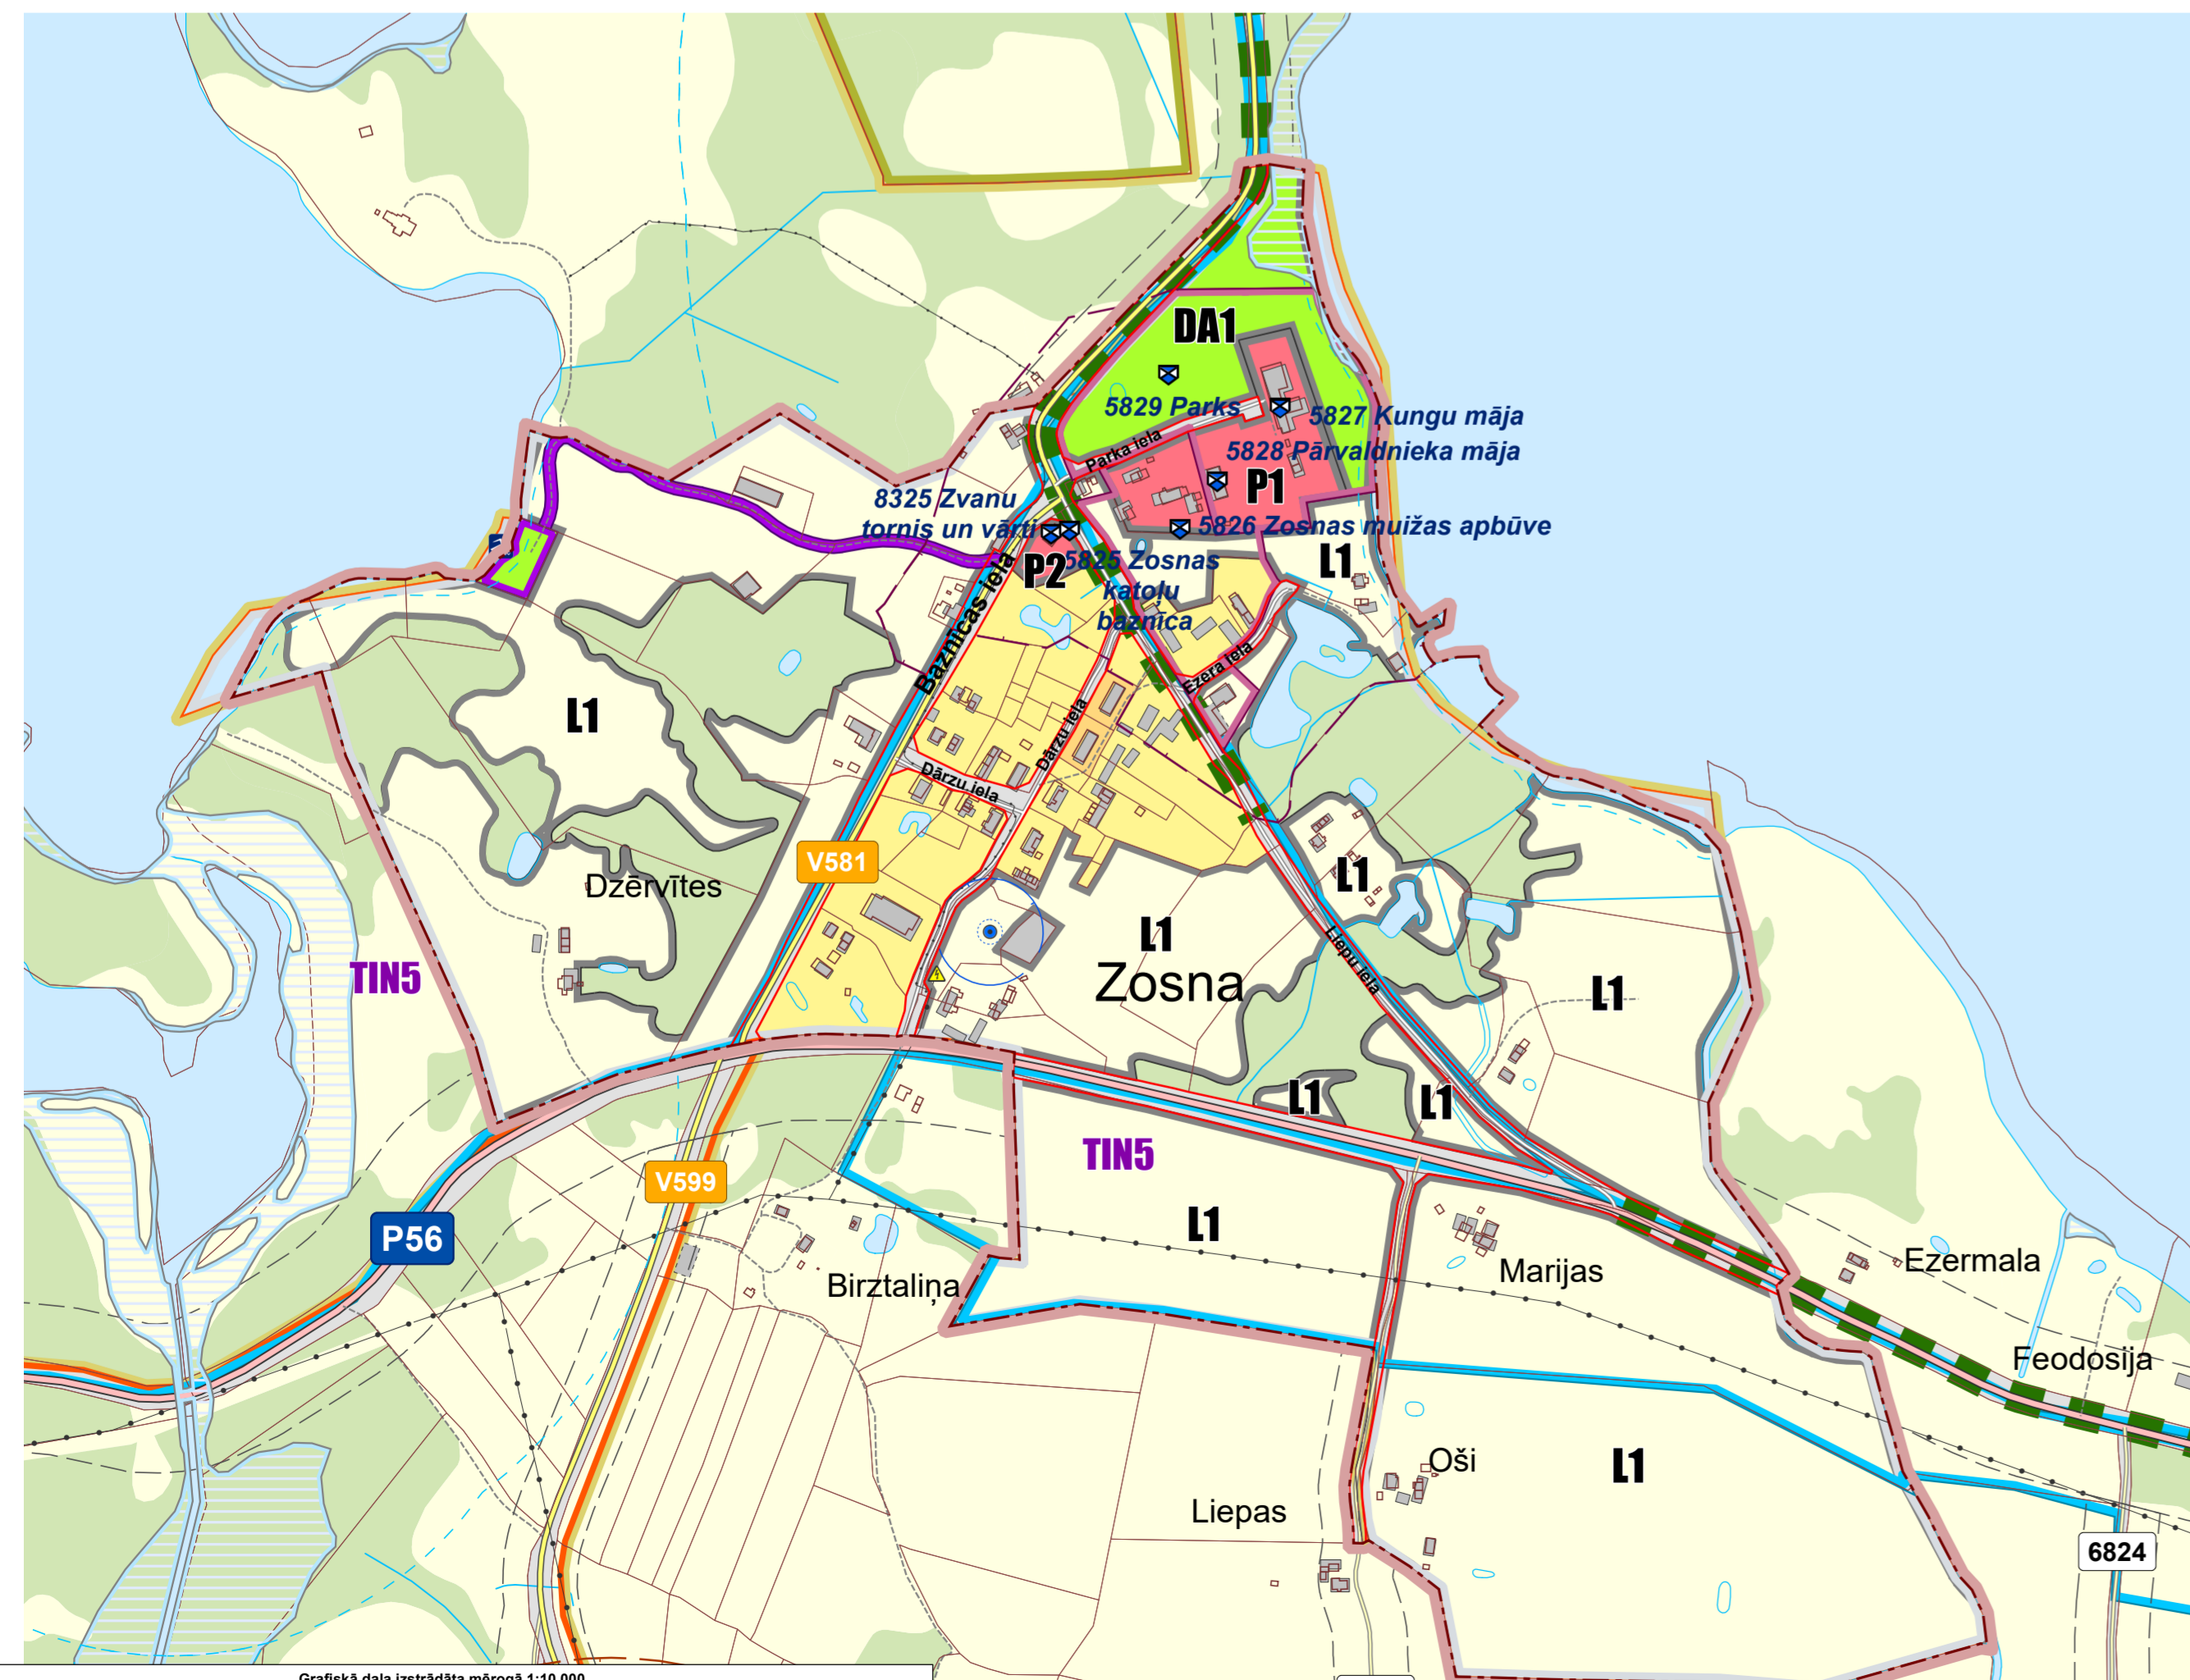 DA1
5829 Parks
5827 Kungu māja
Parka iela
5828 Pārvaldnieka māja
P1
8325 Zvanu
tornis un vārti
5826 Zosnas muižas apbūve
P2
5825 Zosnas
katoļu
baznīca
L1
Baznīcas iela
Ezera iela
L1
Dārzu iela
Dārzu iela
V581
Dzērvītes
L1
L1
Zosna
Liepu iela
TIN5
L1
L1
L1
TIN5
V599
P56
L1
Birztaliņa
Marijas
Ezermala
Feodosija
Oši
L1
Liepas
6824
Grafiskā daļa izstrādāta mērogā 1:10 000